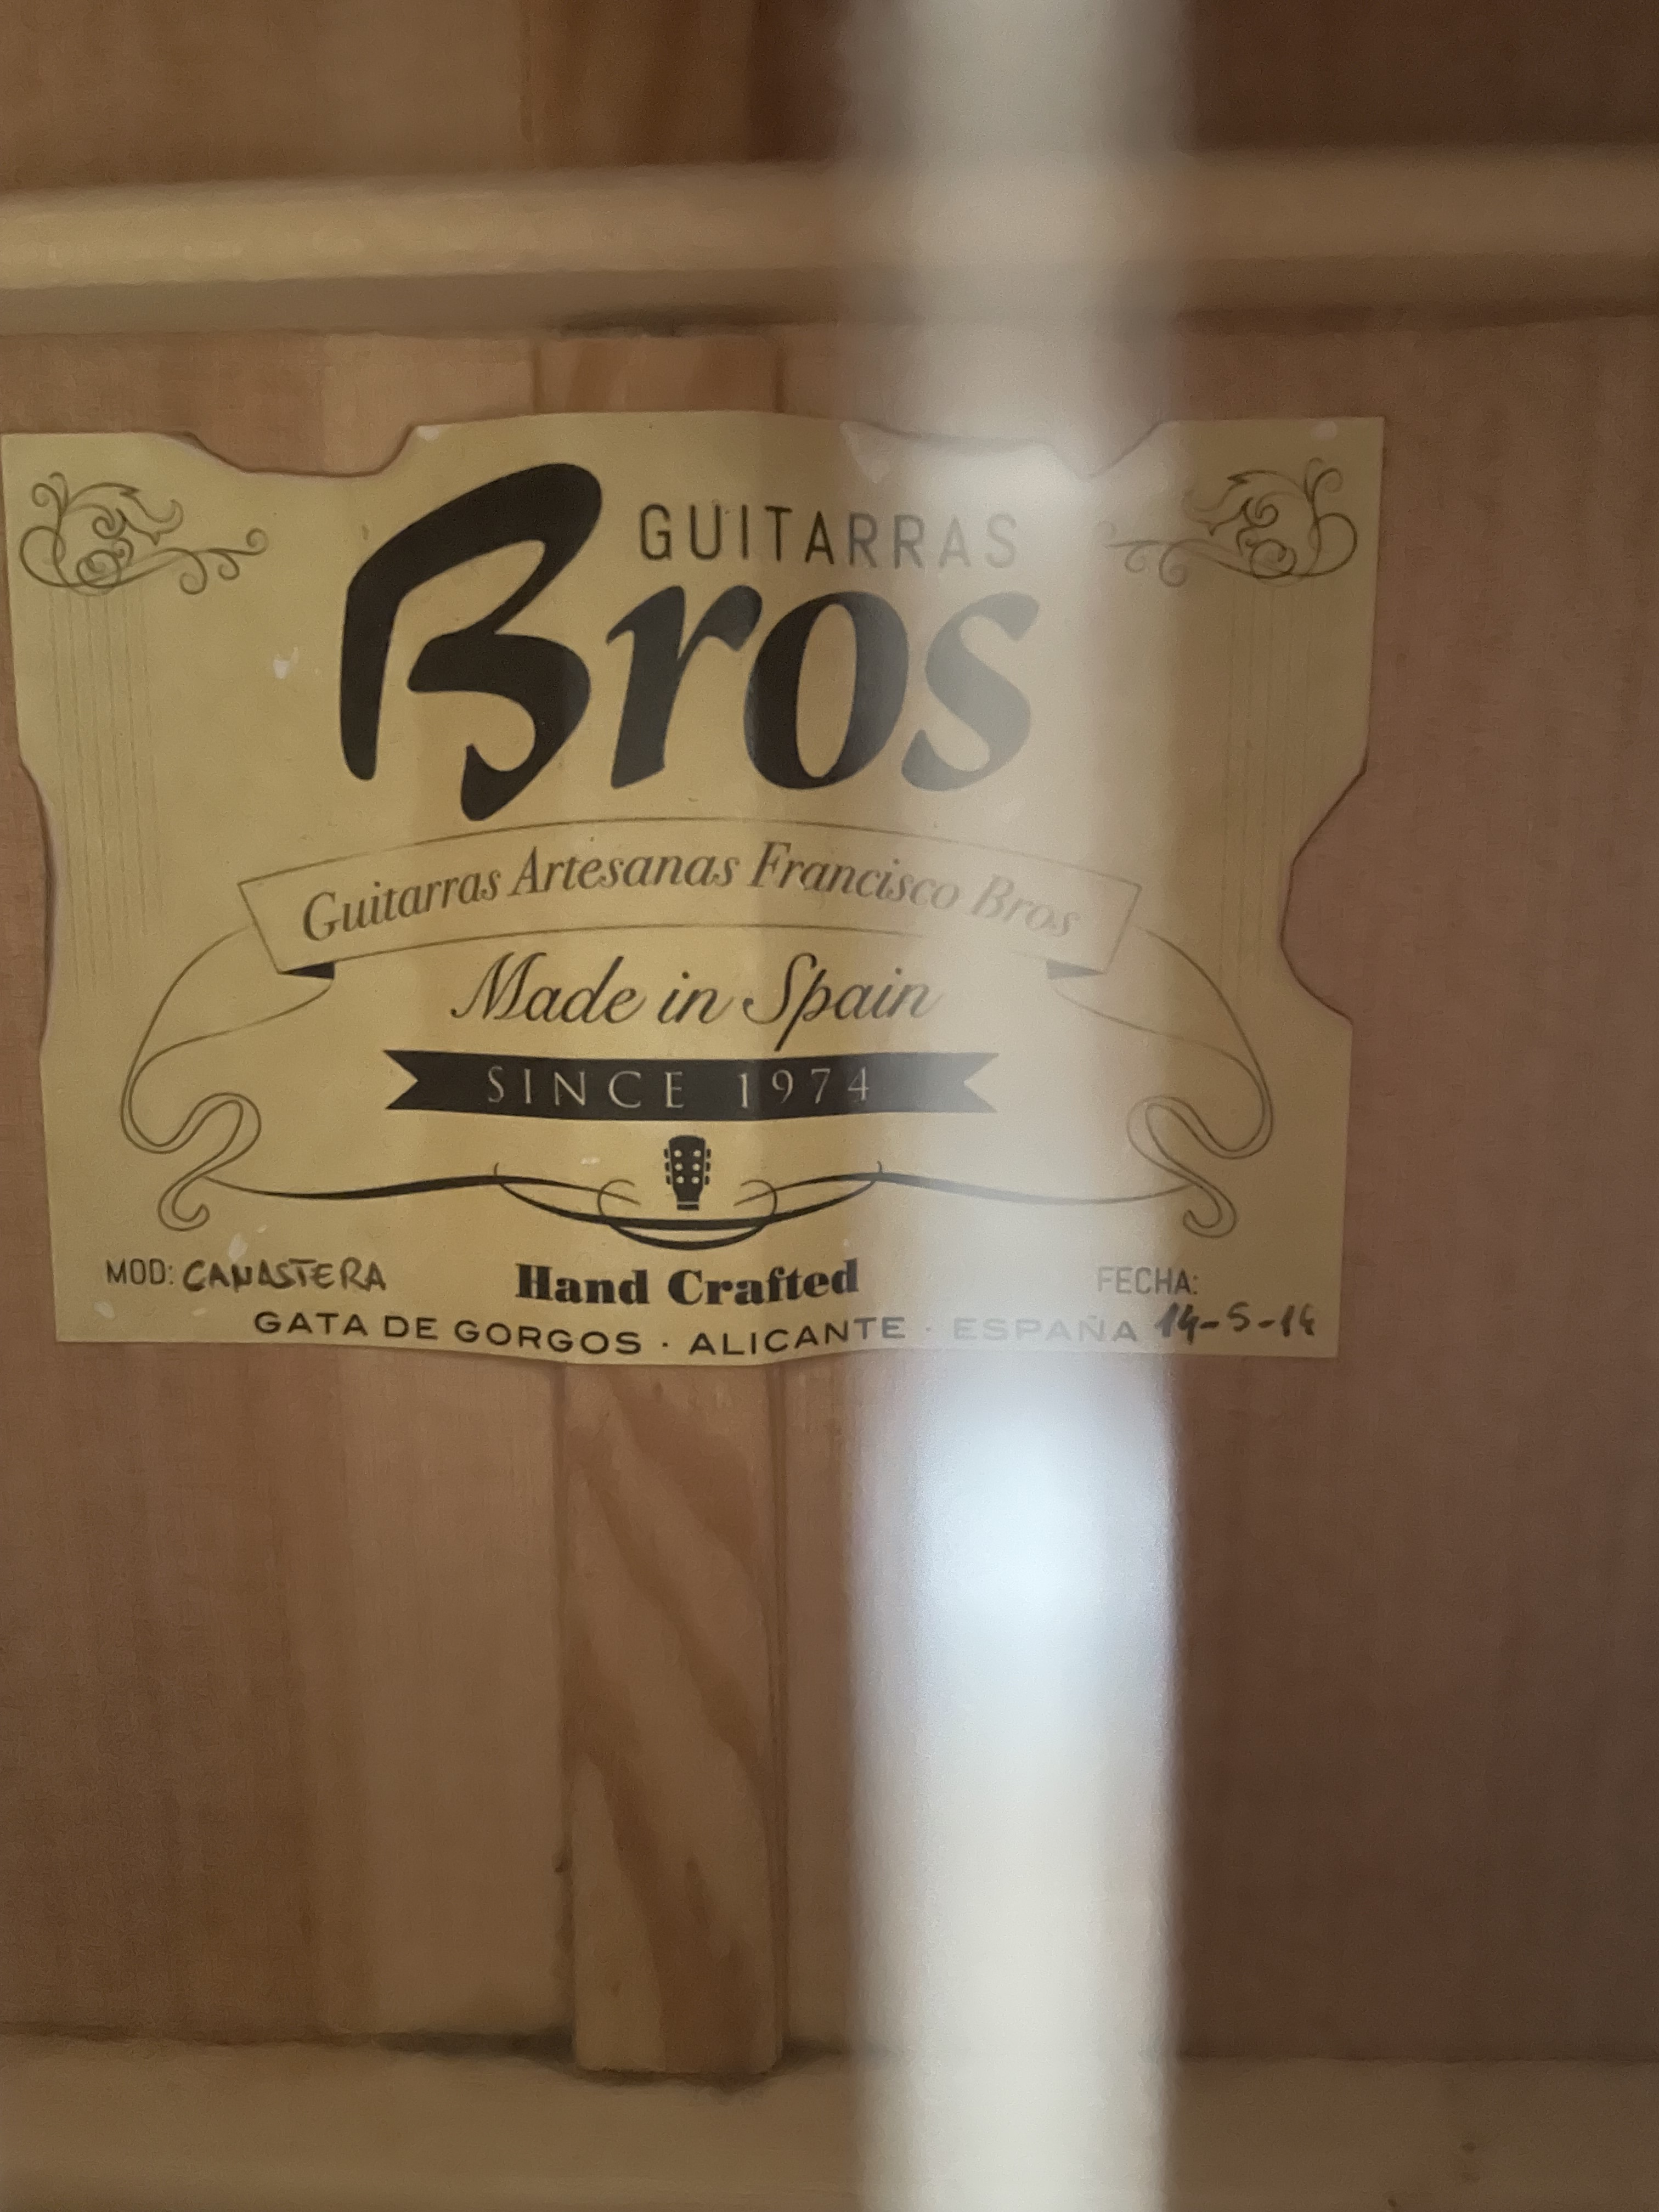 GUITARRAS
Bros
Guitarras Artesanas Francisco Bros
Made in Spain
SINCE 1974
MOD: CANASTERA
Hand Crafted
FECHA:
14-5-14
GATA DE GORGOS · ALICANTE · ESPAÑA